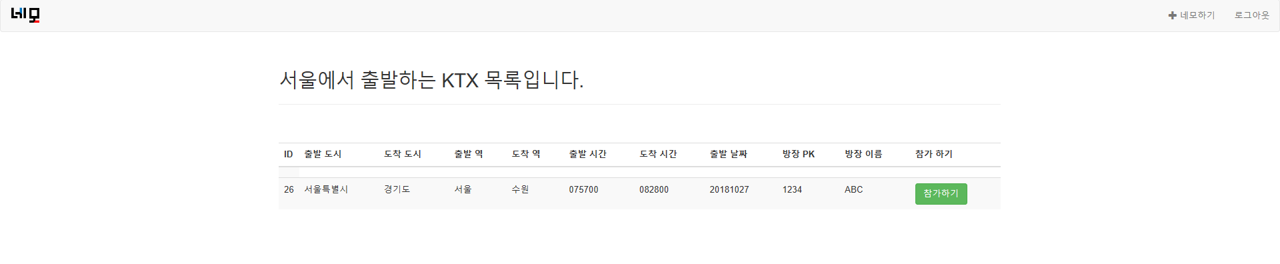 네모 네모하기 로그아웃
서울에서 출발하는 KTX 목록입니다.
ID 출발 도시 도착 도시 출발 역 도착 역 출발 시간 도착 시간 출발 날짜 방장 PK 방장 이름 참가 하기
26 서울특별시 경기도 서울 수원 075700 082800 20181027 1234 ABC 참가하기